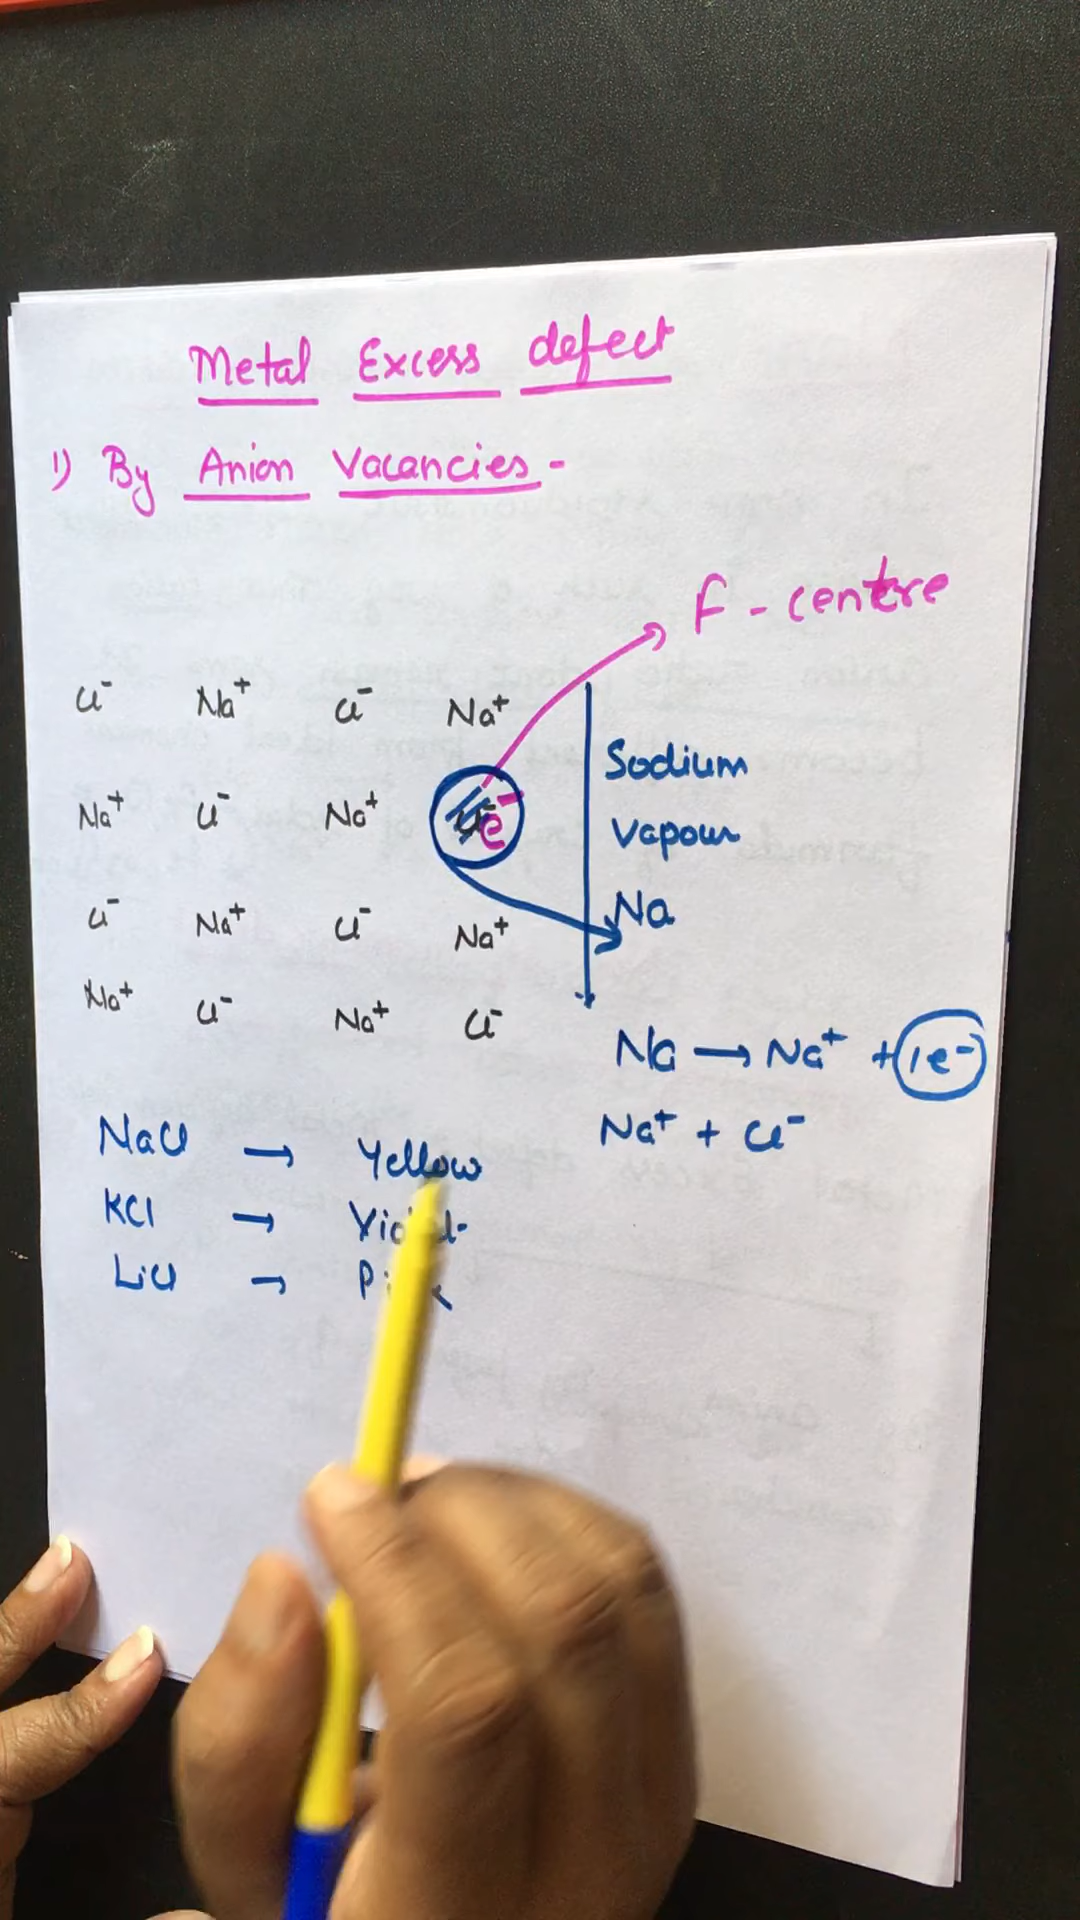 Metal Excess defect
1) By Anion Vacancies -
F - centre
Cl⁻ Na⁺ Cl⁻ Na⁺
Na⁺ Cl⁻ Na⁺ e⁻
Cl⁻ Na⁺ Cl⁻ Na⁺
Na⁺ Cl⁻ Na⁺ Cl⁻
Sodium
Vapour
Na
Na → Na⁺ + 1e⁻
Na⁺ + Cl⁻
NaCl → Yellow
KCl →
LiCl →